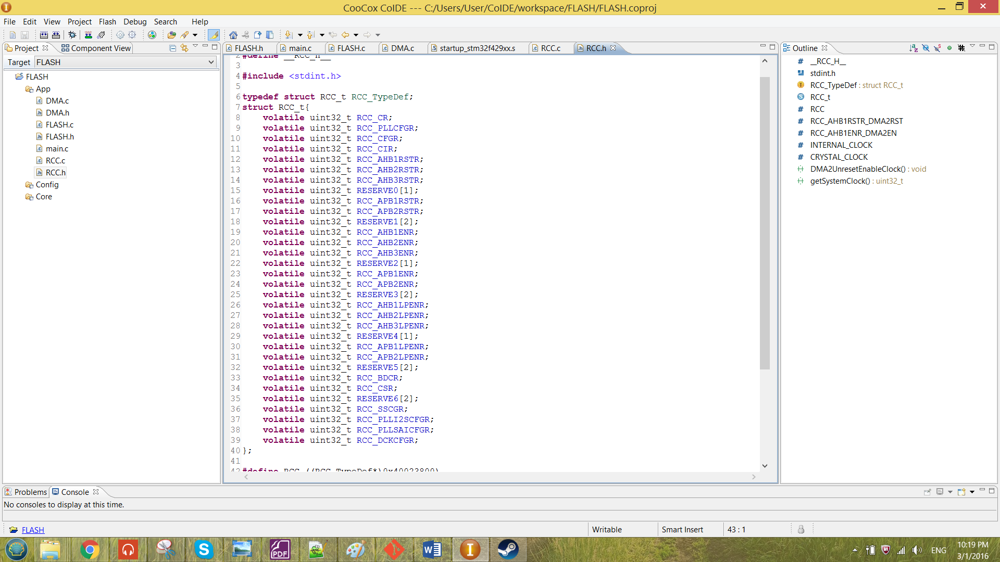 CooCox CoIDE --- C:/Users/User/CoIDE/workspace/FLASH/FLASH.coproj
File Edit View Project Flash Debug Search Help
Project Component View
FLASH.h main.c FLASH.c DMA.c startup_stm32f429xx.s RCC.c RCC.h
Outline
Target FLASH
FLASH
App
DMA.c
DMA.h
FLASH.c
FLASH.h
main.c
RCC.c
RCC.h
Config
Core
2 #define __RCC_H__
3
4 #include <stdint.h>
5
6 typedef struct RCC_t RCC_TypeDef;
7 struct RCC_t{
8 volatile uint32_t RCC_CR;
9 volatile uint32_t RCC_PLLCFGR;
10 volatile uint32_t RCC_CFGR;
11 volatile uint32_t RCC_CIR;
12 volatile uint32_t RCC_AHB1RSTR;
13 volatile uint32_t RCC_AHB2RSTR;
14 volatile uint32_t RCC_AHB3RSTR;
15 volatile uint32_t RESERVE0[1];
16 volatile uint32_t RCC_APB1RSTR;
17 volatile uint32_t RCC_APB2RSTR;
18 volatile uint32_t RESERVE1[2];
19 volatile uint32_t RCC_AHB1ENR;
20 volatile uint32_t RCC_AHB2ENR;
21 volatile uint32_t RCC_AHB3ENR;
22 volatile uint32_t RESERVE2[1];
23 volatile uint32_t RCC_APB1ENR;
24 volatile uint32_t RCC_APB2ENR;
25 volatile uint32_t RESERVE3[2];
26 volatile uint32_t RCC_AHB1LPENR;
27 volatile uint32_t RCC_AHB2LPENR;
28 volatile uint32_t RCC_AHB3LPENR;
29 volatile uint32_t RESERVE4[1];
30 volatile uint32_t RCC_APB1LPENR;
31 volatile uint32_t RCC_APB2LPENR;
32 volatile uint32_t RESERVE5[2];
33 volatile uint32_t RCC_BDCR;
34 volatile uint32_t RCC_CSR;
35 volatile uint32_t RESERVE6[2];
36 volatile uint32_t RCC_SSCGR;
37 volatile uint32_t RCC_PLLI2SCFGR;
38 volatile uint32_t RCC_PLLSAICFGR;
39 volatile uint32_t RCC_DCKCFGR;
40 };
41
42 #define RCC ((RCC_TypeDef*)0x40023800)
__RCC_H__
stdint.h
RCC_TypeDef : struct RCC_t
RCC_t
RCC
RCC_AHB1RSTR_DMA2RST
RCC_AHB1ENR_DMA2EN
INTERNAL_CLOCK
CRYSTAL_CLOCK
DMA2UnresetEnableClock() : void
getSystemClock() : uint32_t
Problems Console
No consoles to display at this time.
FLASH
Writable Smart Insert 43 : 1
ENG
10:19 PM
3/1/2016